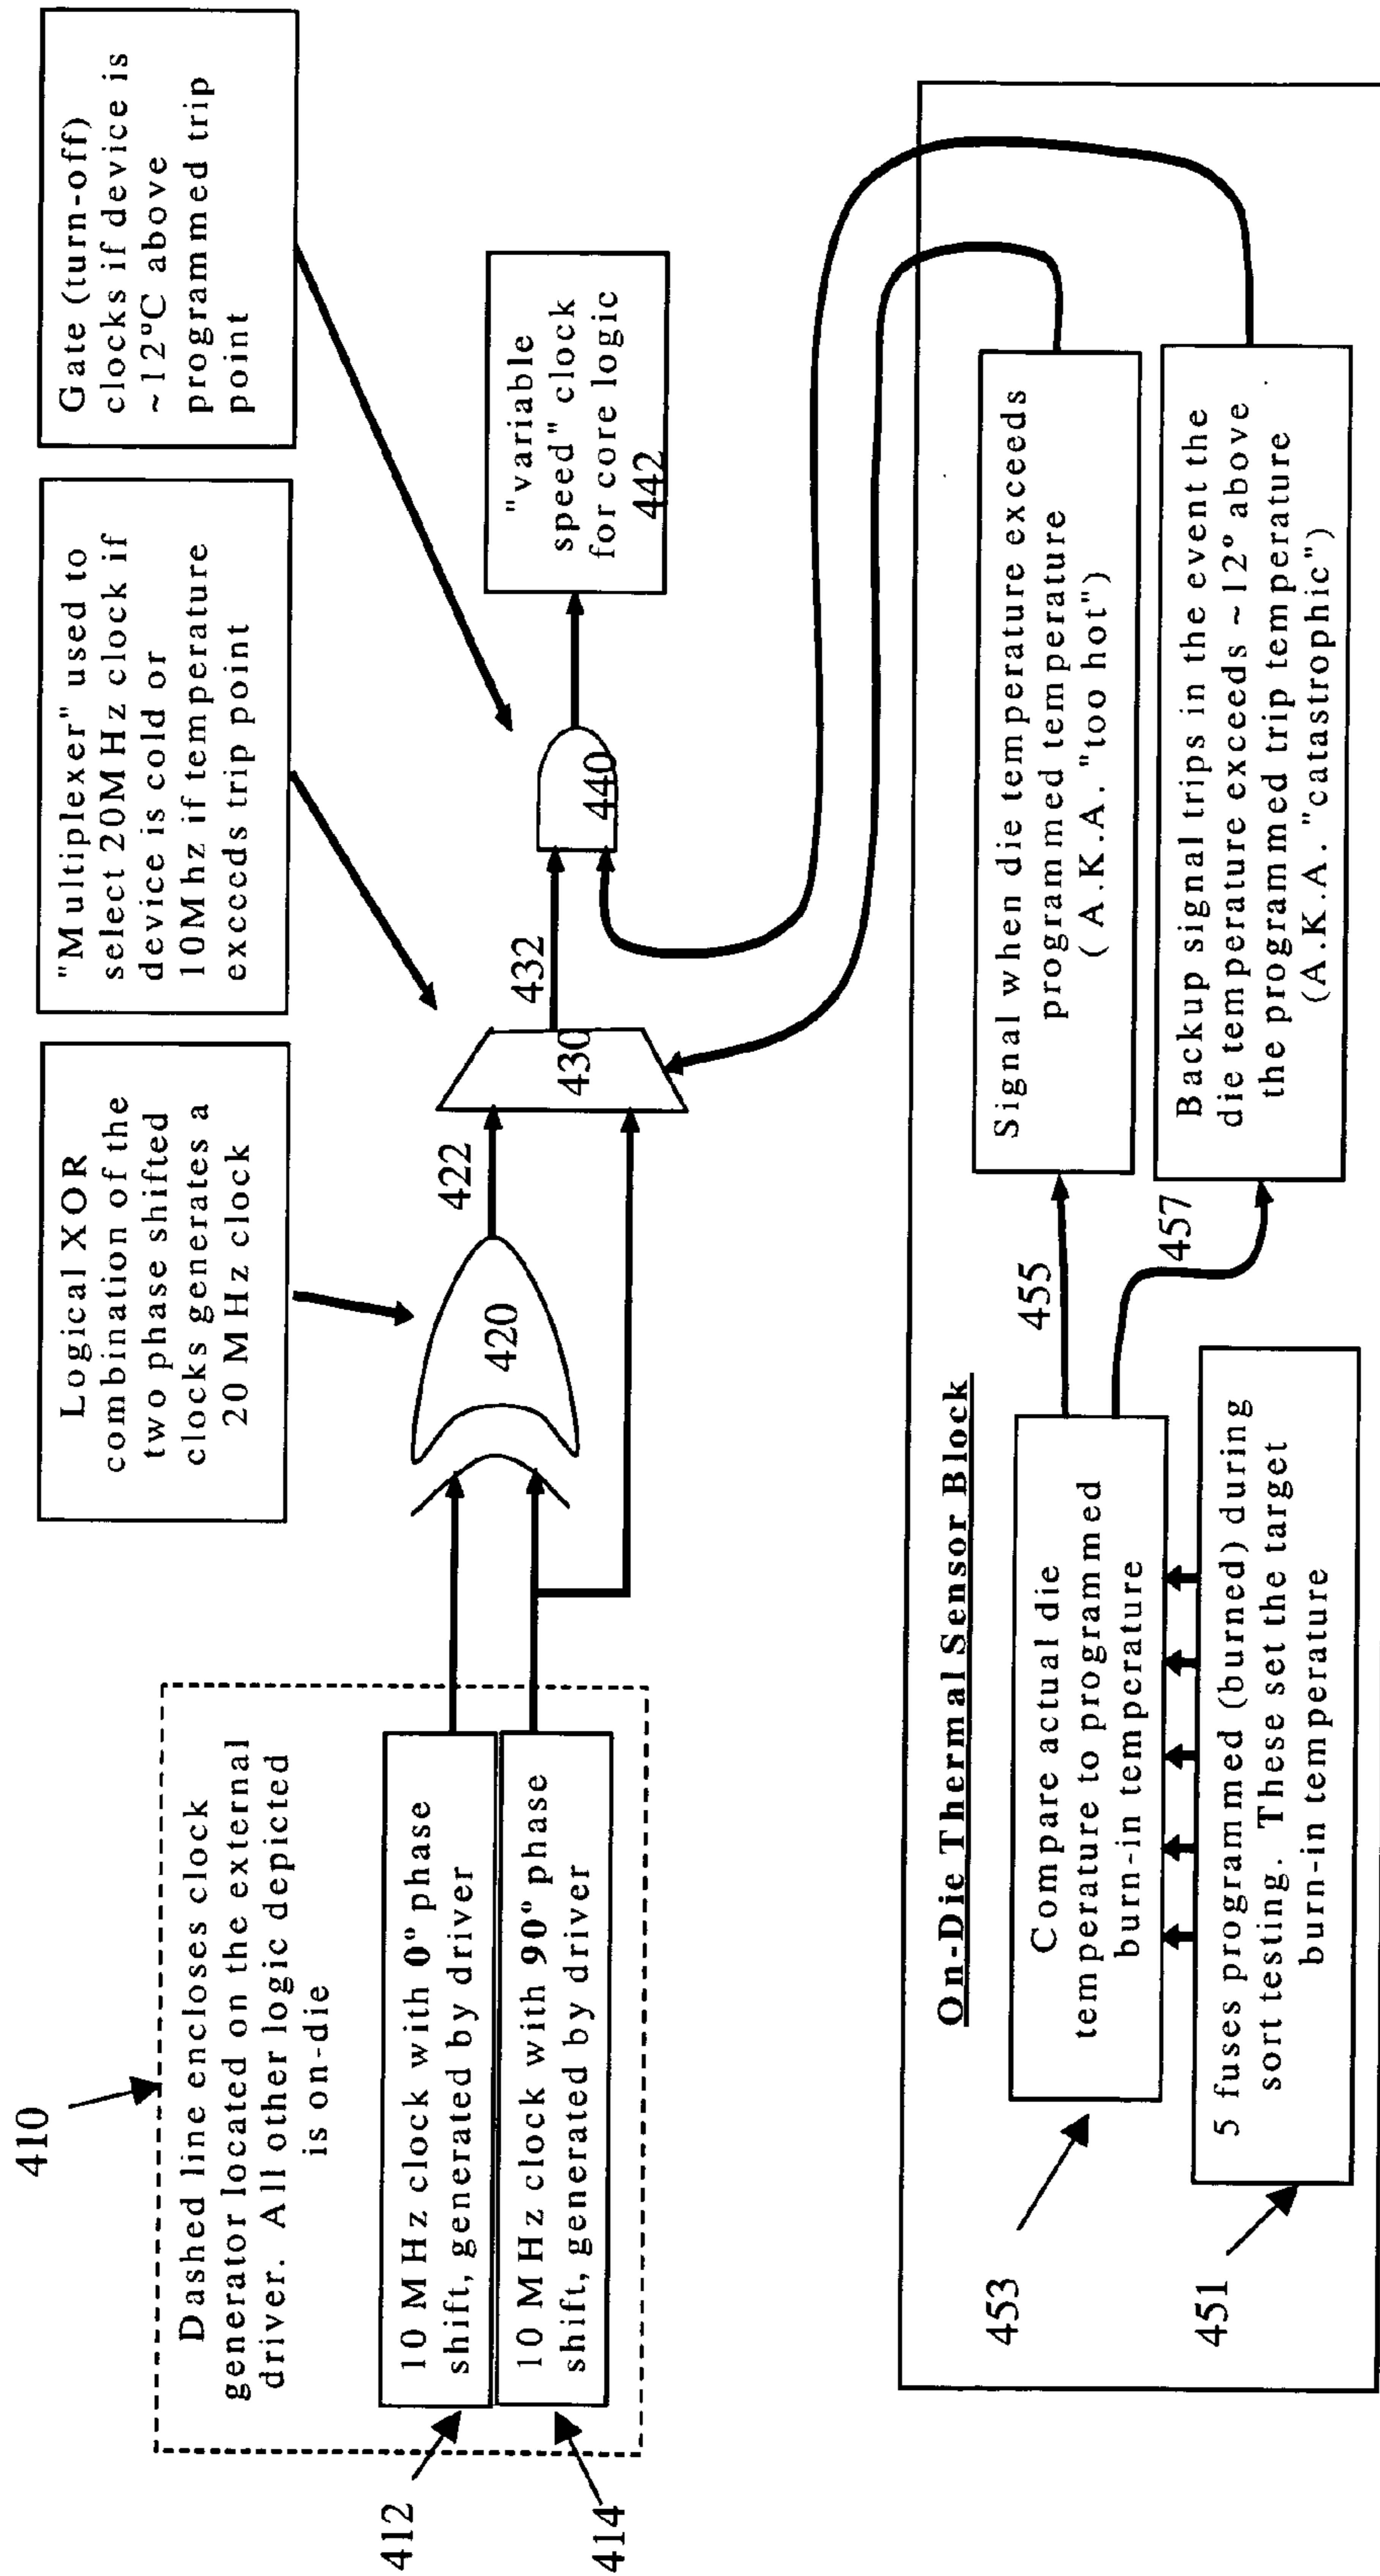 410
Dashed line encloses clock
generator located on the external
driver. All other logic depicted
is on-die
412
10 MHz clock with 0° phase
shift, generated by driver
414
10 MHz clock with 90° phase
shift, generated by driver
Logical XOR
combination of the
two phase shifted
clocks generates a
20 MHz clock
420
422
"Multiplexer" used to
select 20MHz clock if
device is cold or
10Mhz if temperature
exceeds trip point
430
432
Gate (turn-off)
clocks if device is
~12°C above
programmed trip
point
440
"variable
speed" clock
for core logic
442
On-Die Thermal Sensor Block
453
Compare actual die
temperature to programmed
burn-in temperature
451
5 fuses programmed (burned) during
sort testing. These set the target
burn-in temperature
455
457
Signal when die temperature exceeds
programmed temperature
( A.K.A. "too hot")
Backup signal trips in the event the
die temperature exceeds ~12° above
the programmed trip temperature
(A.K.A. "catastrophic")